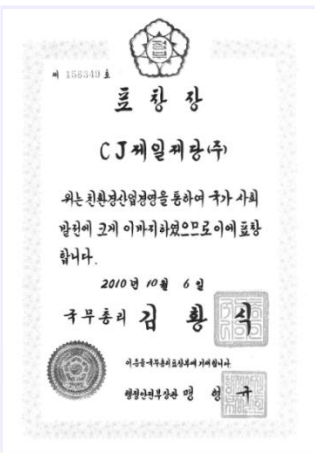 제 156349 호
표 창 장
CJ제일제당(주)
위는 친환경산업경영을 통하여 국가 사회
발전에 크게 이바지하였으므로 이에 표창
합니다.
2010년 10월 6일
국무총리 김 황 식
이 증을 국무총리표창부에 기재합니다.
행정안전부장관 맹 형 규